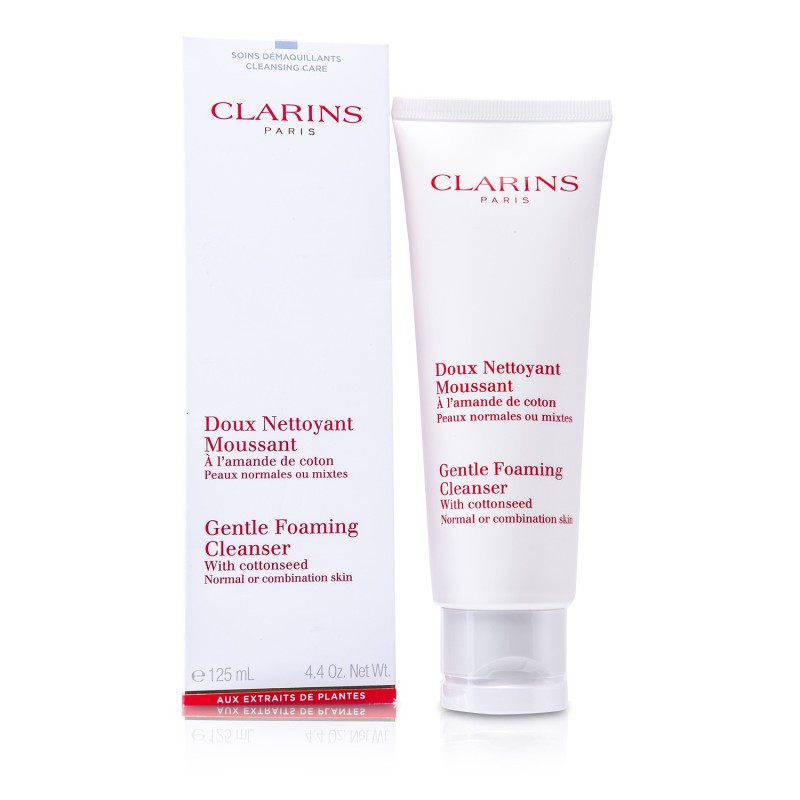 SOINS DÉMAQUILLANTS
CLEANSING CARE
CLARINS
PARIS
Doux Nettoyant
Moussant
À l'amande de coton
Peaux normales ou mixtes
Gentle Foaming
Cleanser
With cottonseed
Normal or combination skin
℮ 125 mL 4.4 Oz. Net Wt.
AUX EXTRAITS DE PLANTES
CLARINS
PARIS
Doux Nettoyant
Moussant
À l'amande de coton
Peaux normales ou mixtes
Gentle Foaming
Cleanser
With cottonseed
Normal or combination skin